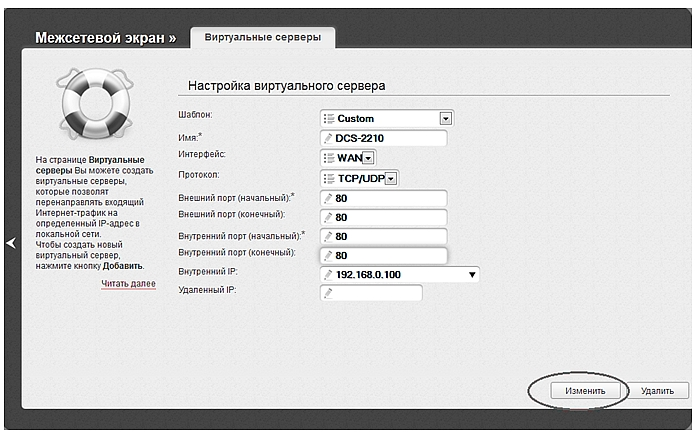 Межсетевой экран »
Виртуальные серверы
На странице Виртуальные
серверы Вы можете создать
виртуальные серверы,
которые позволят
перенаправлять входящий
Интернет-трафик на
определенный IP-адрес в
локальной сети.
Чтобы создать новый
виртуальный сервер,
нажмите кнопку Добавить.
Читать далее
Настройка виртуального сервера
Шаблон: Custom
Имя:* DCS-2210
Интерфейс: WAN
Протокол: TCP/UDP
Внешний порт (начальный):* 80
Внешний порт (конечный): 80
Внутренний порт (начальный):* 80
Внутренний порт (конечный): 80
Внутренний IP: 192.168.0.100
Удаленный IP:
Изменить Удалить